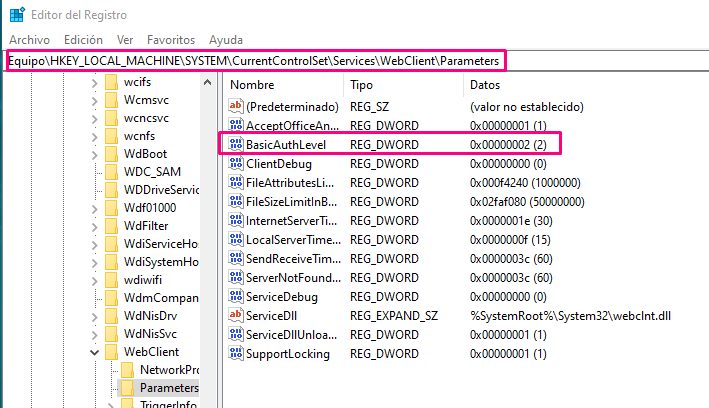 Editor del Registro
Archivo Edición Ver Favoritos Ayuda
Equipo\HKEY_LOCAL_MACHINE\SYSTEM\CurrentControlSet\Services\WebClient\Parameters
wcifs
Wcmsvc
wcncsvc
wcnfs
WdBoot
WDC_SAM
WDDriveService
Wdf01000
WdFilter
WdiServiceHos
WdiSystemHos
wdiwifi
WdmCompan
WdNisDrv
WdNisSvc
WebClient
NetworkPro
Parameters
TriggerInfo
Nombre Tipo Datos
(Predeterminado) REG_SZ (valor no establecido)
AcceptOfficeAn... REG_DWORD 0x00000001 (1)
BasicAuthLevel REG_DWORD 0x00000002 (2)
ClientDebug REG_DWORD 0x00000000 (0)
FileAttributesLi... REG_DWORD 0x000f4240 (1000000)
FileSizeLimitInB... REG_DWORD 0x02faf080 (50000000)
InternetServerTi... REG_DWORD 0x0000001e (30)
LocalServerTime... REG_DWORD 0x0000000f (15)
SendReceiveTim... REG_DWORD 0x0000003c (60)
ServerNotFoun... REG_DWORD 0x0000003c (60)
ServiceDebug REG_DWORD 0x00000000 (0)
ServiceDll REG_EXPAND_SZ %SystemRoot%\System32\webclnt.dll
ServiceDllUnloa... REG_DWORD 0x00000001 (1)
SupportLocking REG_DWORD 0x00000001 (1)